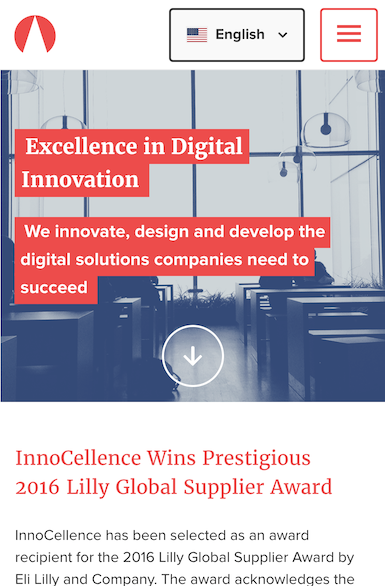 English
Excellence in Digital
Innovation
We innovate, design and develop the
digital solutions companies need to
succeed
InnoCellence Wins Prestigious
2016 Lilly Global Supplier Award
InnoCellence has been selected as an award
recipient for the 2016 Lilly Global Supplier Award by
Eli Lilly and Company. The award acknowledges the